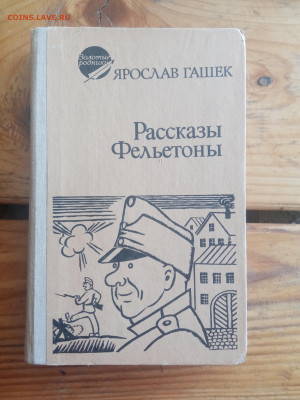 COINS.LAVE.RU
Золотые
родники
ЯРОСЛАВ ГАШЕК
Рассказы
Фельетоны